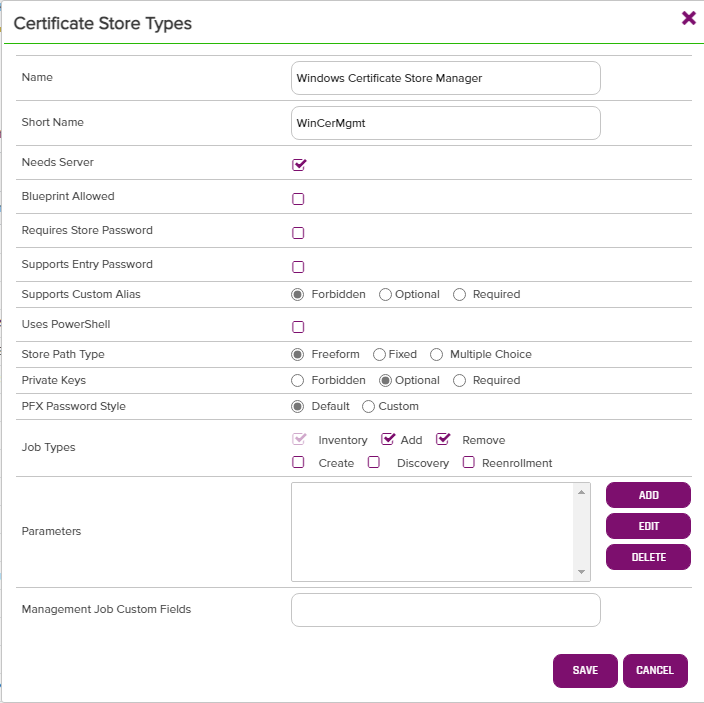 Certificate Store Types
Name Windows Certificate Store Manager
Short Name WinCerMgmt
Needs Server
Blueprint Allowed
Requires Store Password
Supports Entry Password
Supports Custom Alias Forbidden Optional Required
Uses PowerShell
Store Path Type Freeform Fixed Multiple Choice
Private Keys Forbidden Optional Required
PFX Password Style Default Custom
Job Types Inventory Add Remove
Create Discovery Reenrollment
Parameters ADD
EDIT
DELETE
Management Job Custom Fields
SAVE CANCEL